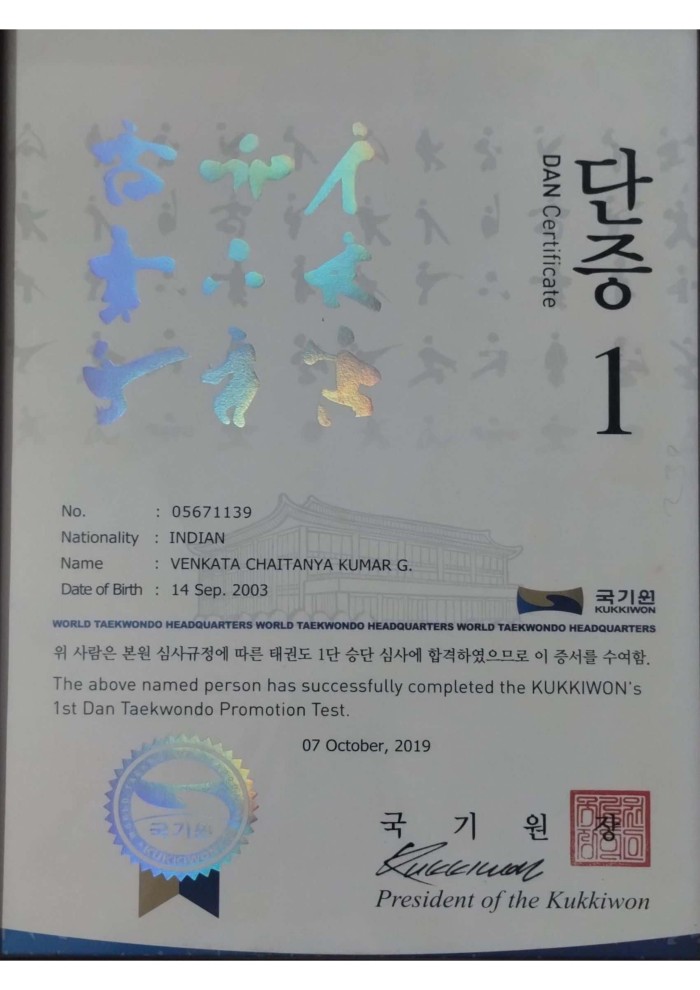 단증
DAN Certificate
1
No. : 05671139
Nationality : INDIAN
Name : VENKATA CHAITANYA KUMAR G.
Date of Birth : 14 Sep. 2003
국기원
KUKKIWON
WORLD TAEKWONDO HEADQUARTERS WORLD TAEKWONDO HEADQUARTERS WORLD TAEKWONDO HEADQUARTERS
위 사람은 본원 심사규정에 따른 태권도 1단 승단 심사에 합격하였으므로 이 증서를 수여함.
The above named person has successfully completed the KUKKIWON's
1st Dan Taekwondo Promotion Test.
07 October, 2019
국기원
KUKKIWON
국 기 원 장
Kukkiwon
President of the Kukkiwon